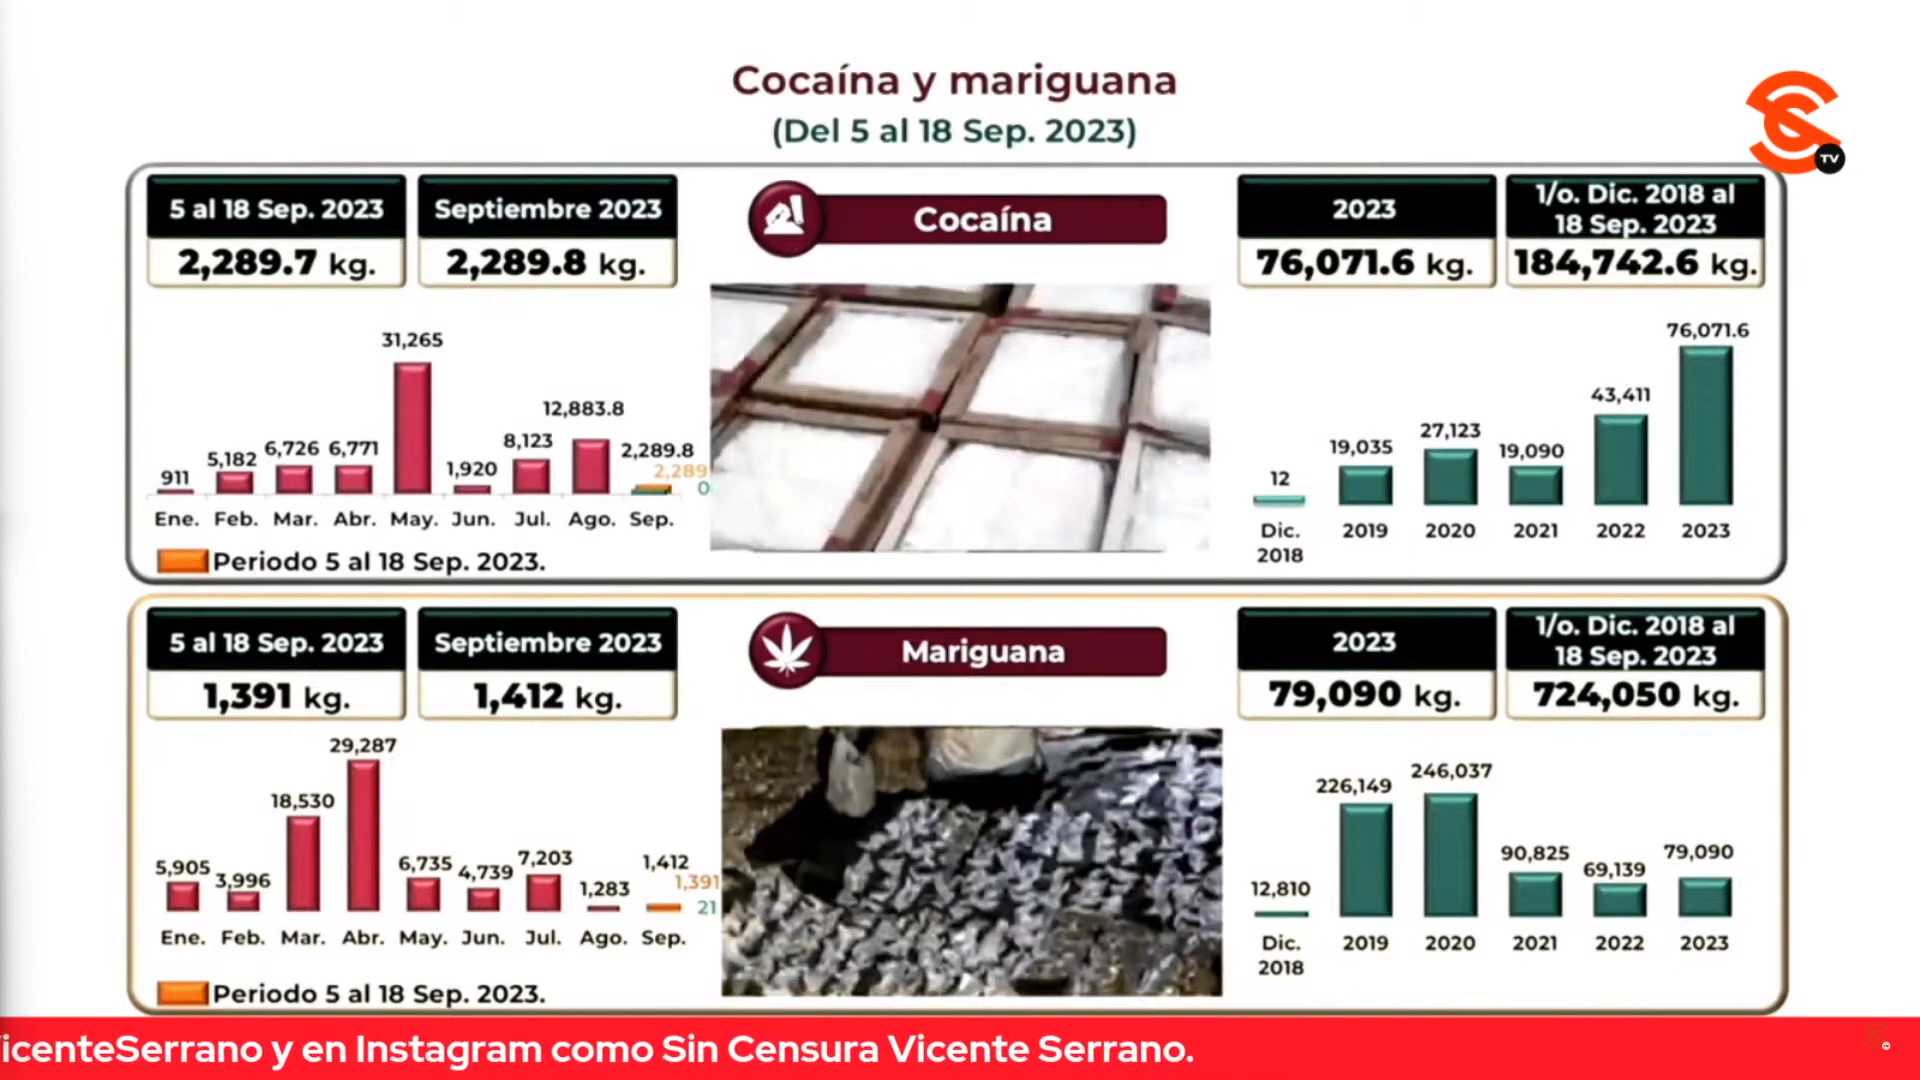 Cocaína y mariguana
(Del 5 al 18 Sep. 2023)
TV
5 al 18 Sep. 2023
2,289.7 kg.
Septiembre 2023
2,289.8 kg.
Cocaína
2023
76,071.6 kg.
1/o. Dic. 2018 al
18 Sep. 2023
184,742.6 kg.
911
5,182
6,726
6,771
31,265
1,920
8,123
12,883.8
2,289.8
2,289
0
Ene. Feb. Mar. Abr. May. Jun. Jul. Ago. Sep.
Periodo 5 al 18 Sep. 2023.
12
19,035
27,123
19,090
43,411
76,071.6
Dic. 2019 2020 2021 2022 2023
2018
5 al 18 Sep. 2023
1,391 kg.
Septiembre 2023
1,412 kg.
Mariguana
2023
79,090 kg.
1/o. Dic. 2018 al
18 Sep. 2023
724,050 kg.
5,905
3,996
18,530
29,287
6,735
4,739
7,203
1,283
1,412
1,391
21
Ene. Feb. Mar. Abr. May. Jun. Jul. Ago. Sep.
Periodo 5 al 18 Sep. 2023.
12,810
226,149
246,037
90,825
69,139
79,090
Dic. 2019 2020 2021 2022 2023
2018
icenteSerrano y en Instagram como Sin Censura Vicente Serrano.